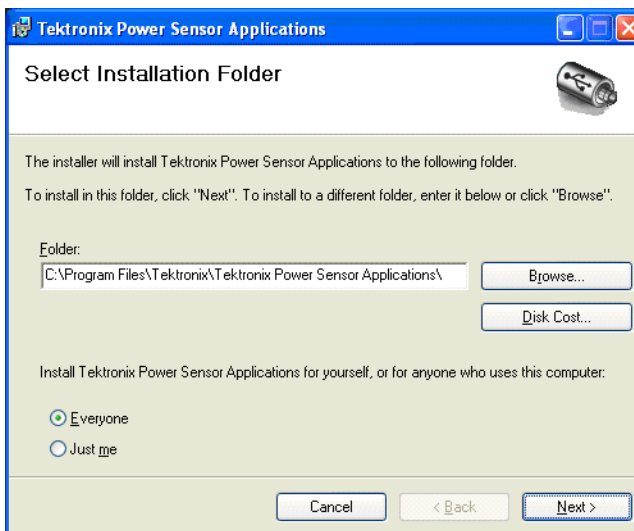 Tektronix Power Sensor Applications
Select Installation Folder
The installer will install Tektronix Power Sensor Applications to the following folder.
To install in this folder, click "Next". To install to a different folder, enter it below or click "Browse".
Folder:
C:\Program Files\Tektronix\Tektronix Power Sensor Applications\
Browse...
Disk Cost...
Install Tektronix Power Sensor Applications for yourself, or for anyone who uses this computer:
Everyone
Just me
Cancel
< Back
Next >